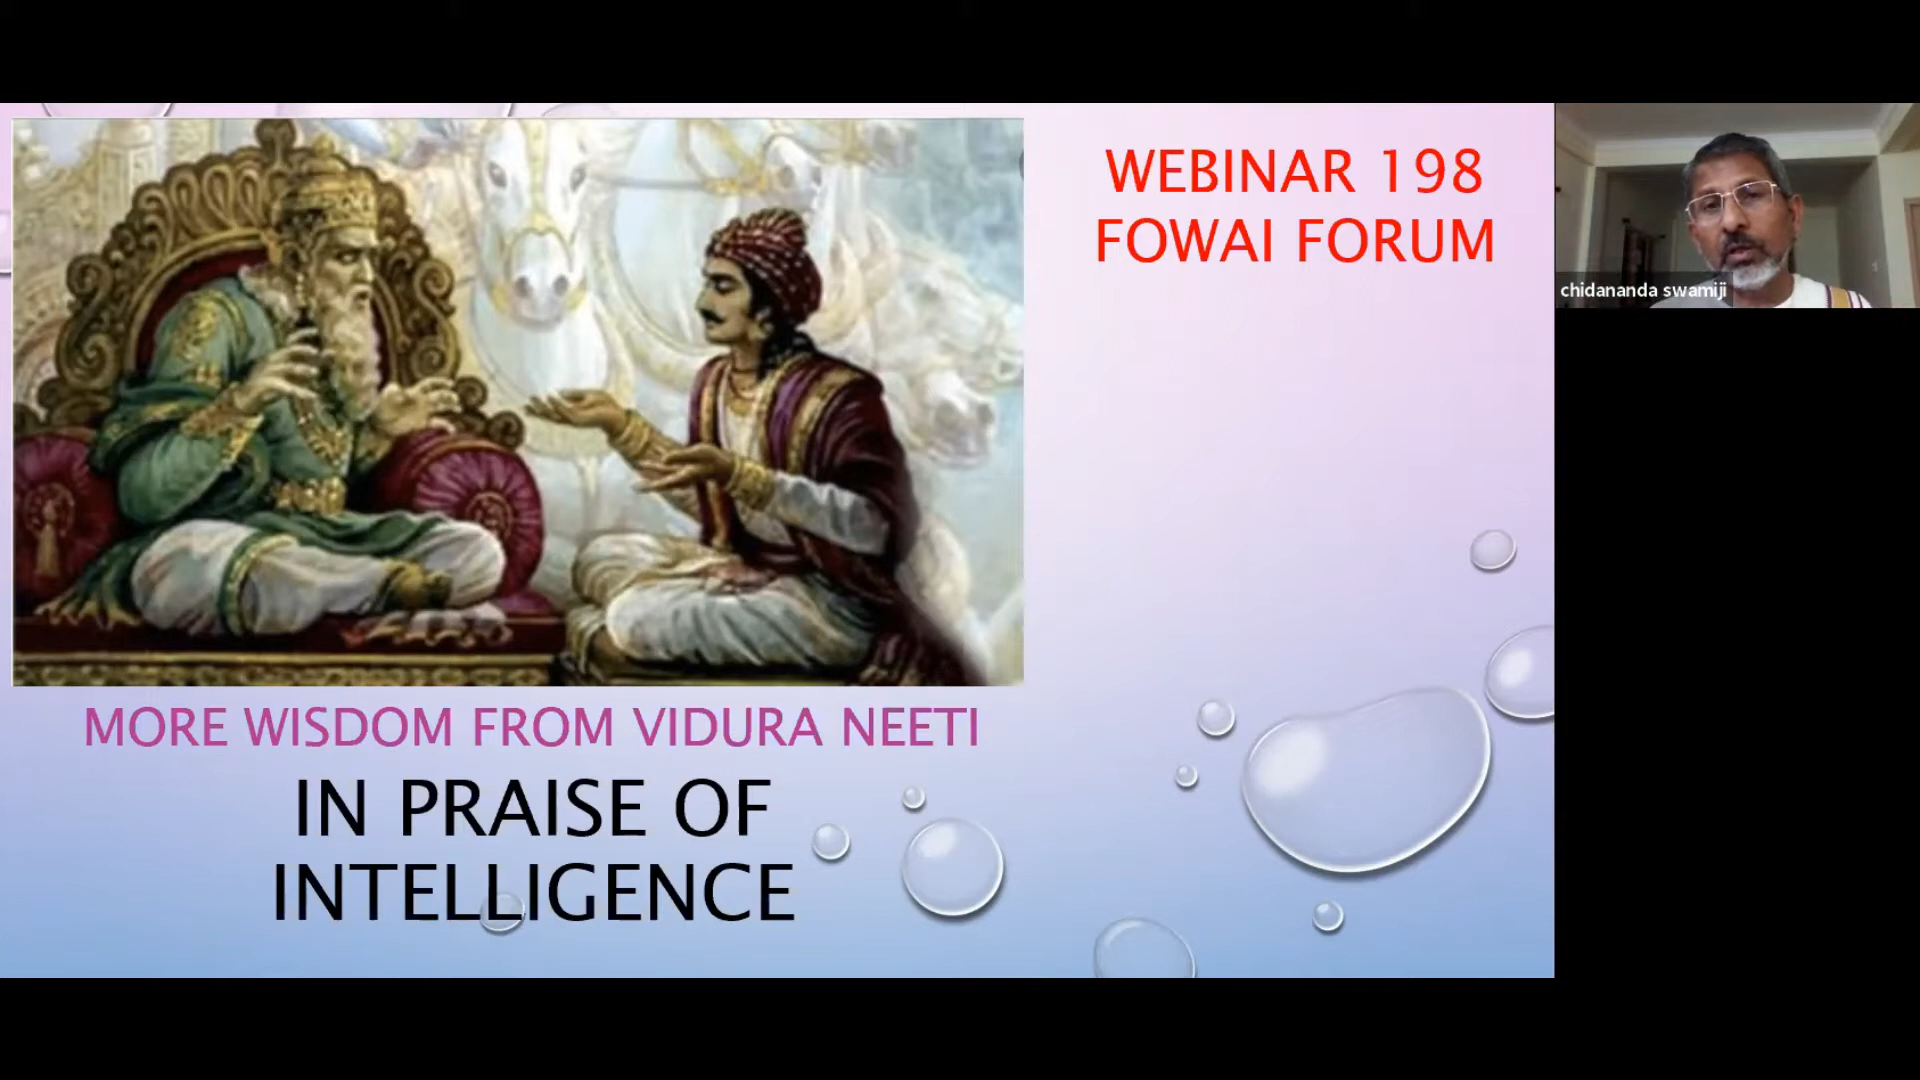 WEBINAR 198
FOWAI FORUM
chidananda swamiji
MORE WISDOM FROM VIDURA NEETI
IN PRAISE OF
INTELLIGENCE